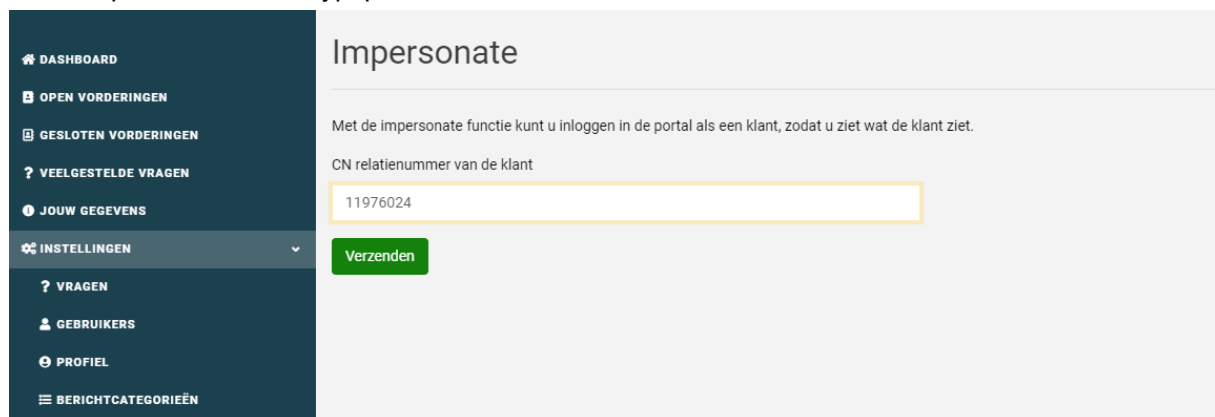 DASHBOARD
OPEN VORDERINGEN
GESLOTEN VORDERINGEN
VEELGESTELDE VRAGEN
JOUW GEGEVENS
INSTELLINGEN
VRAGEN
GEBRUIKERS
PROFIEL
BERICHTCATEGORIEËN
Impersonate
Met de impersonate functie kunt u inloggen in de portal als een klant, zodat u ziet wat de klant ziet.
CN relatienummer van de klant
11976024
Verzenden